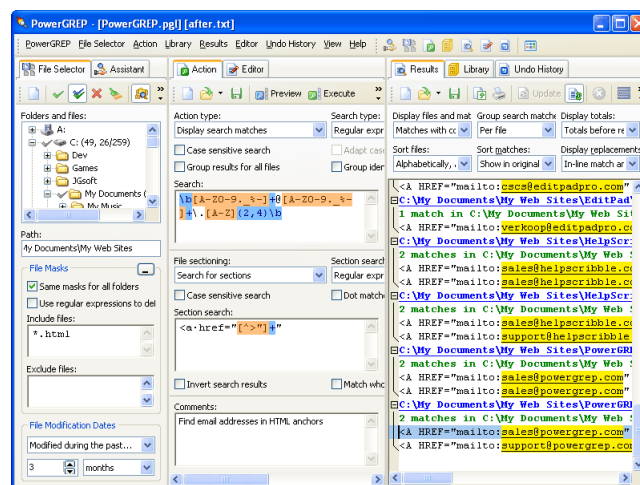 PowerGREP - [PowerGREP.pgl] [after.txt]
PowerGREP File Selector Action Library Results Editor Undo History View Help
File Selector Assistant
Folders and files:
A:
C: (49, 26/259)
Dev
Games
JGsoft
My Documents (
My Music
Path:
My Documents\My Web Sites
File Masks
Same masks for all folders
Use regular expressions to del
Include files:
*.html
Exclude files:
File Modification Dates
Modified during the past...
3 months
Action Editor
Preview Execute
Action type: Search type:
Display search matches Regular expr
Case sensitive search Adapt case
Group results for all files Group iden
Search:
\b[A-Z0-9._%-]+@[A-Z0-9._%-
]+\.[A-Z]{2,4}\b
File sectioning: Section search
Search for sections Regular expr
Case sensitive search Dot matche
Section search:
<a·href="[^>"]+"
Invert search results Match who
Comments:
Find email addresses in HTML anchors
Results Library Undo History
Update
Display files and mat Group search matche Display totals:
Matches with cc Per file Totals before re
Sort files: Sort matches: Display replacements
Alphabetically, . Show in original In-line match ar
<A HREF="mailto:cscs@editpadpro.com"
C:\My Documents\My Web Sites\EditPad\
1 match in C:\My Documents\My Web Si
<A HREF="mailto:verkoop@editpadpro.co
C:\My Documents\My Web Sites\HelpScri
2 matches in C:\My Documents\My Web S
<A HREF="mailto:sales@helpscribble.co
<A HREF="mailto:sales@helpscribble.co
C:\My Documents\My Web Sites\HelpScri
2 matches in C:\My Documents\My Web S
<A HREF="mailto:sales@helpscribble.co
<A HREF="mailto:support@helpscribble.
C:\My Documents\My Web Sites\PowerGRE
2 matches in C:\My Documents\My Web S
<A HREF="mailto:sales@powergrep.com"
<A HREF="mailto:sales@powergrep.com"
C:\My Documents\My Web Sites\PowerGRE
2 matches in C:\My Documents\My Web S
<A HREF="mailto:sales@powergrep.com"
<A HREF="mailto:support@powergrep.com